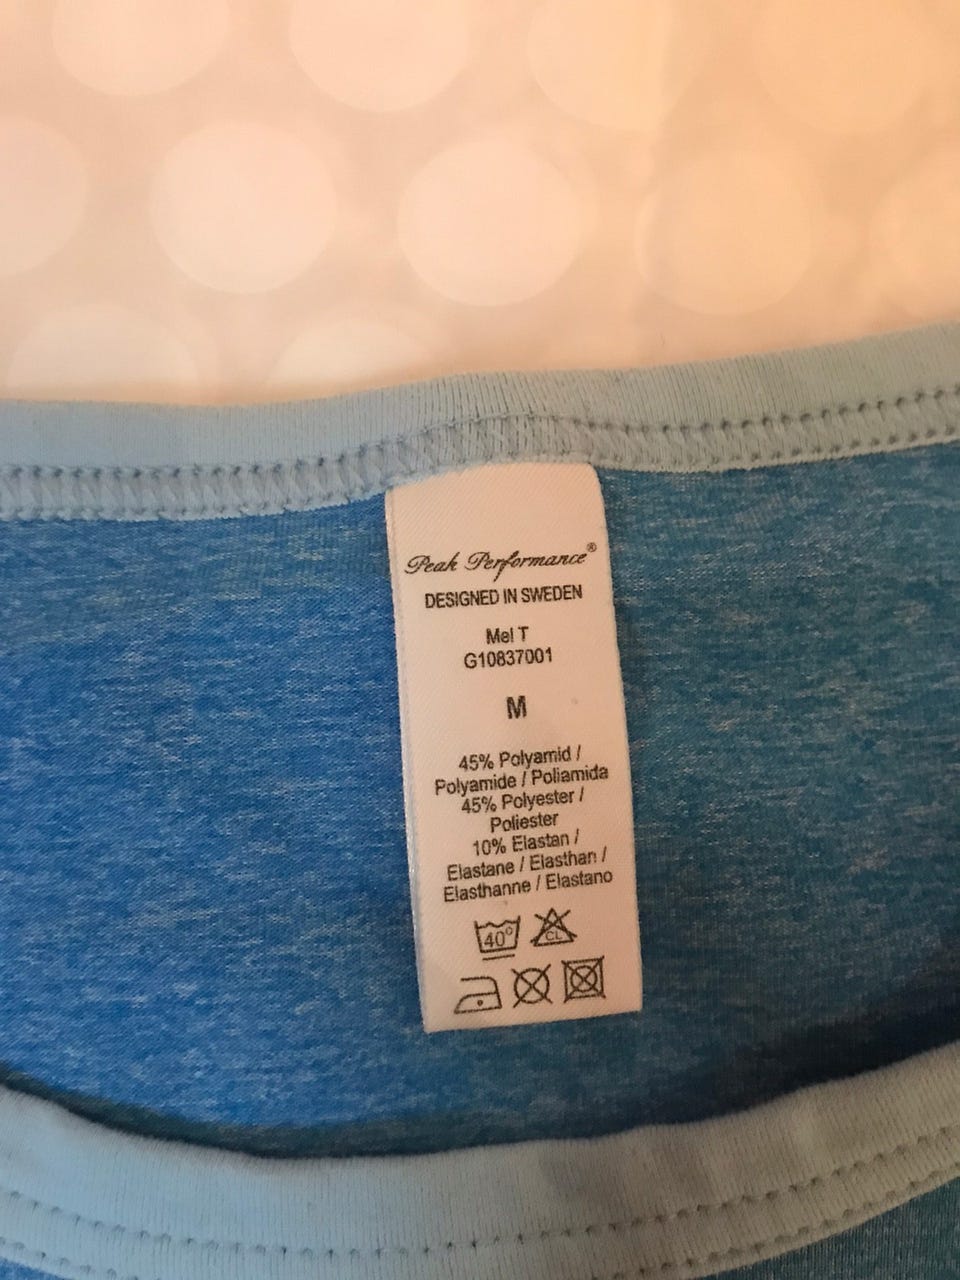 Peak Performance®
DESIGNED IN SWEDEN
Mel T
G10837001
M
45% Polyamid /
Polyamide / Poliamida
45% Polyester /
Poliester
10% Elastan /
Elastane / Elasthan /
Elasthanne / Elastano
40° CL